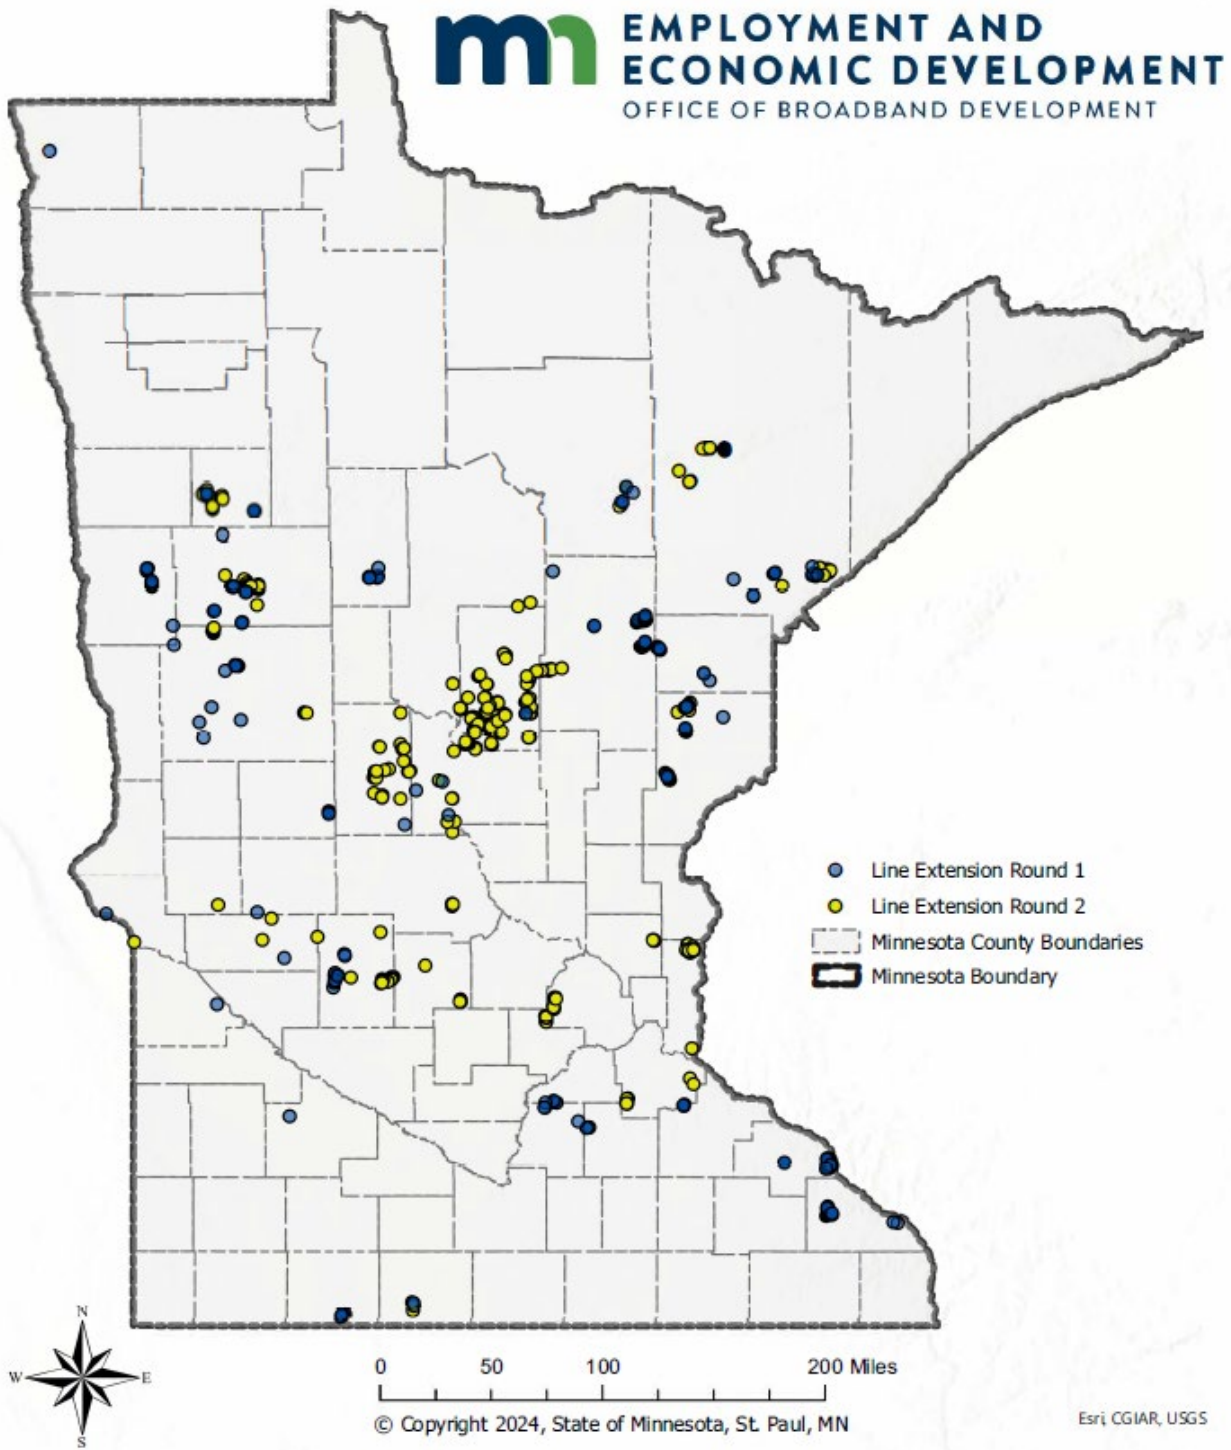 mn
EMPLOYMENT AND
ECONOMIC DEVELOPMENT
OFFICE OF BROADBAND DEVELOPMENT
Line Extension Round 1
Line Extension Round 2
Minnesota County Boundaries
Minnesota Boundary
N
W
E
S
0 50 100 200 Miles
© Copyright 2024, State of Minnesota, St. Paul, MN
Esri, CGIAR, USGS